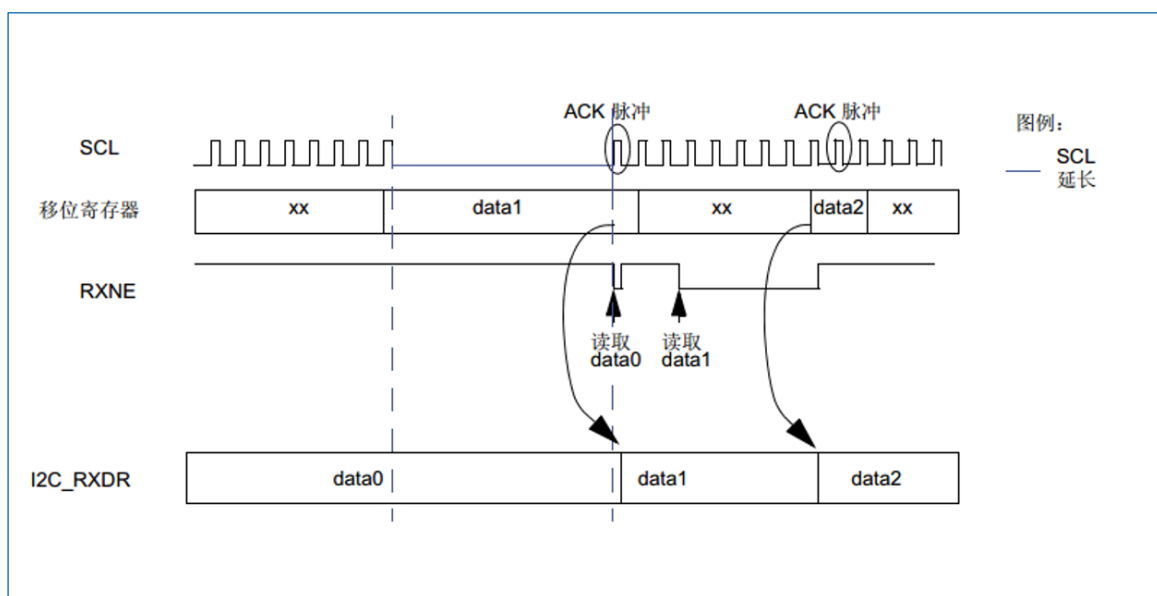 ACK 脉冲
ACK 脉冲
图例：
SCL
SCL
延长
移位寄存器
xx
data1
xx
data2
xx
RXNE
读取
data0
读取
data1
I2C_RXDR
data0
data1
data2